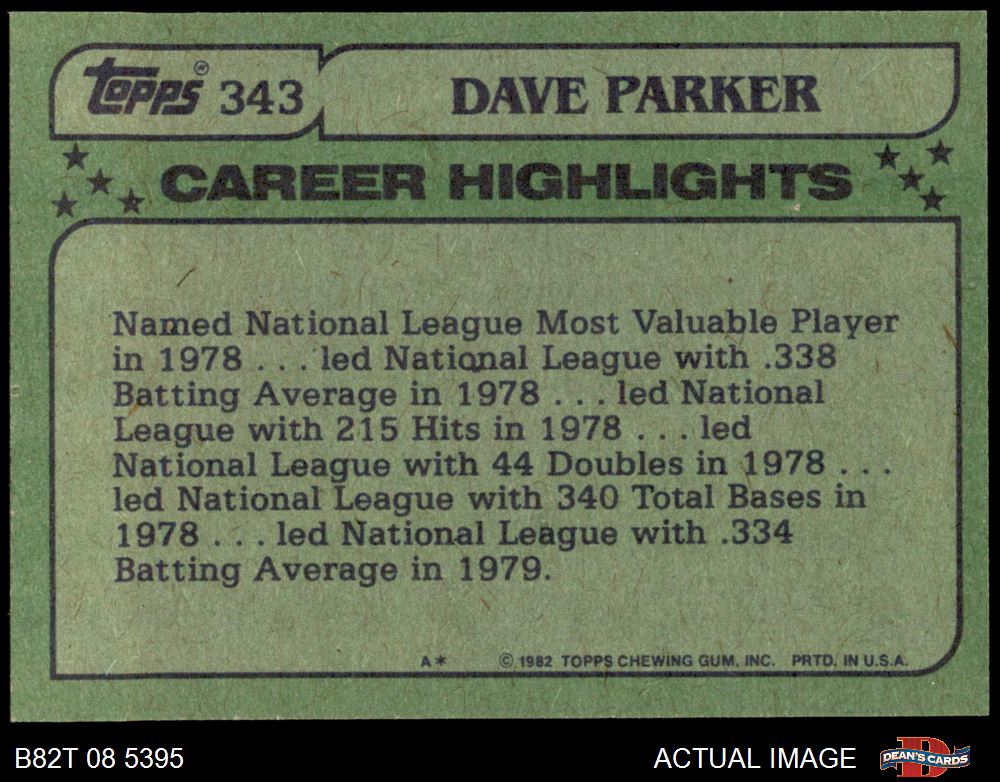 Topps® 343 DAVE PARKER
CAREER HIGHLIGHTS
Named National League Most Valuable Player
in 1978 . . . led National League with .338
Batting Average in 1978 . . . led National
League with 215 Hits in 1978 . . . led
National League with 44 Doubles in 1978 . . .
led National League with 340 Total Bases in
1978 . . . led National League with .334
Batting Average in 1979.
A* © 1982 TOPPS CHEWING GUM, INC. PRTD. IN U.S.A.
B82T 08 5395 ACTUAL IMAGE DEAN'S CARDS